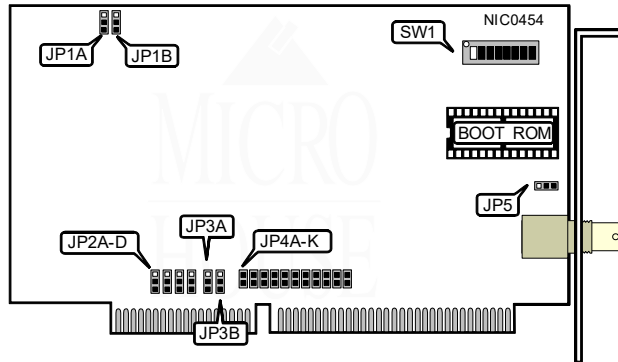 NIC0454
SW1
JP1A
JP1B
BOOT ROM
MICRO
HOUSE
JP5
JP3A
JP2A-D
JP4A-K
JP3B